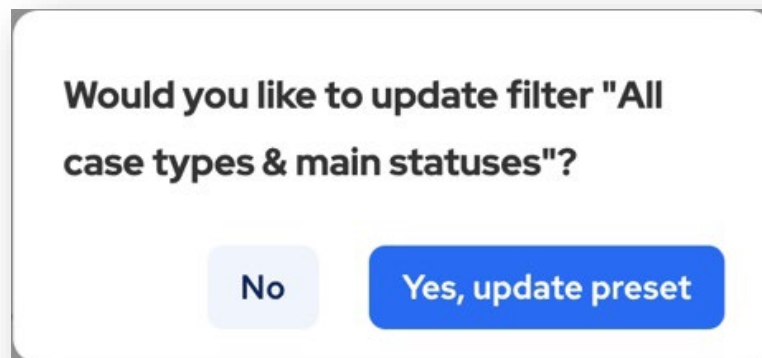 Would you like to update filter "All
case types & main statuses"?
No
Yes, update preset